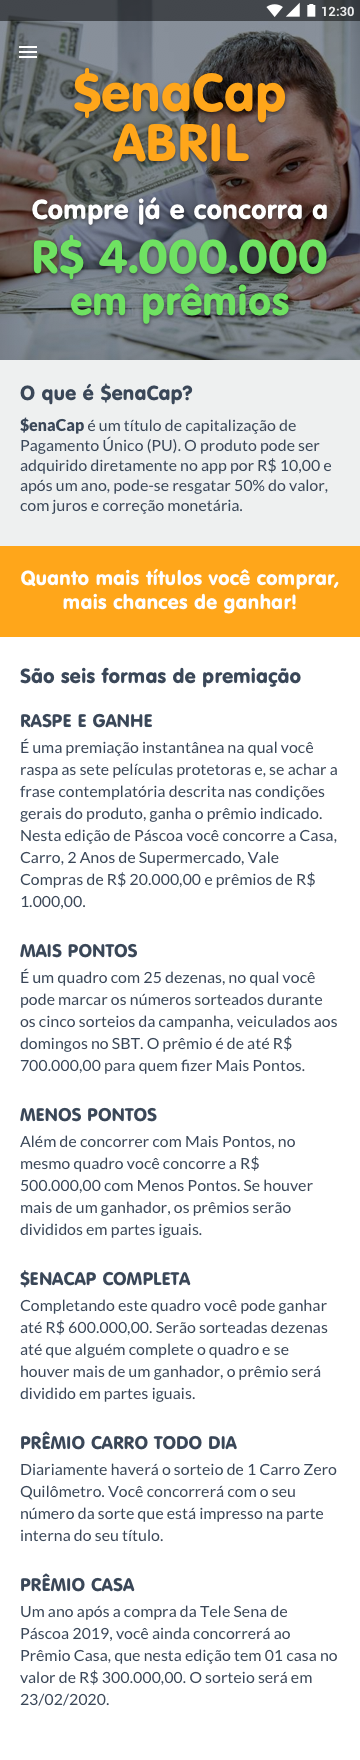 12:30
$enaCap
ABRIL
Compre já e concorra a
R$ 4.000.000
em prêmios
O que é $enaCap?
$enaCap é um título de capitalização de
Pagamento Único (PU). O produto pode ser
adquirido diretamente no app por R$ 10,00 e
após um ano, pode-se resgatar 50% do valor,
com juros e correção monetária.
Quanto mais títulos você comprar,
mais chances de ganhar!
São seis formas de premiação
RASPE E GANHE
É uma premiação instantânea na qual você
raspa as sete películas protetoras e, se achar a
frase contemplatória descrita nas condições
gerais do produto, ganha o prêmio indicado.
Nesta edição de Páscoa você concorre a Casa,
Carro, 2 Anos de Supermercado, Vale
Compras de R$ 20.000,00 e prêmios de R$
1.000,00.
MAIS PONTOS
É um quadro com 25 dezenas, no qual você
pode marcar os números sorteados durante
os cinco sorteios da campanha, veiculados aos
domingos no SBT. O prêmio é de até R$
700.000,00 para quem fizer Mais Pontos.
MENOS PONTOS
Além de concorrer com Mais Pontos, no
mesmo quadro você concorre a R$
500.000,00 com Menos Pontos. Se houver
mais de um ganhador, os prêmios serão
divididos em partes iguais.
$ENACAP COMPLETA
Completando este quadro você pode ganhar
até R$ 600.000,00. Serão sorteadas dezenas
até que alguém complete o quadro e se
houver mais de um ganhador, o prêmio será
dividido em partes iguais.
PRÊMIO CARRO TODO DIA
Diariamente haverá o sorteio de 1 Carro Zero
Quilômetro. Você concorrerá com o seu
número da sorte que está impresso na parte
interna do seu título.
PRÊMIO CASA
Um ano após a compra da Tele Sena de
Páscoa 2019, você ainda concorrerá ao
Prêmio Casa, que nesta edição tem 01 casa no
valor de R$ 300.000,00. O sorteio será em
23/02/2020.